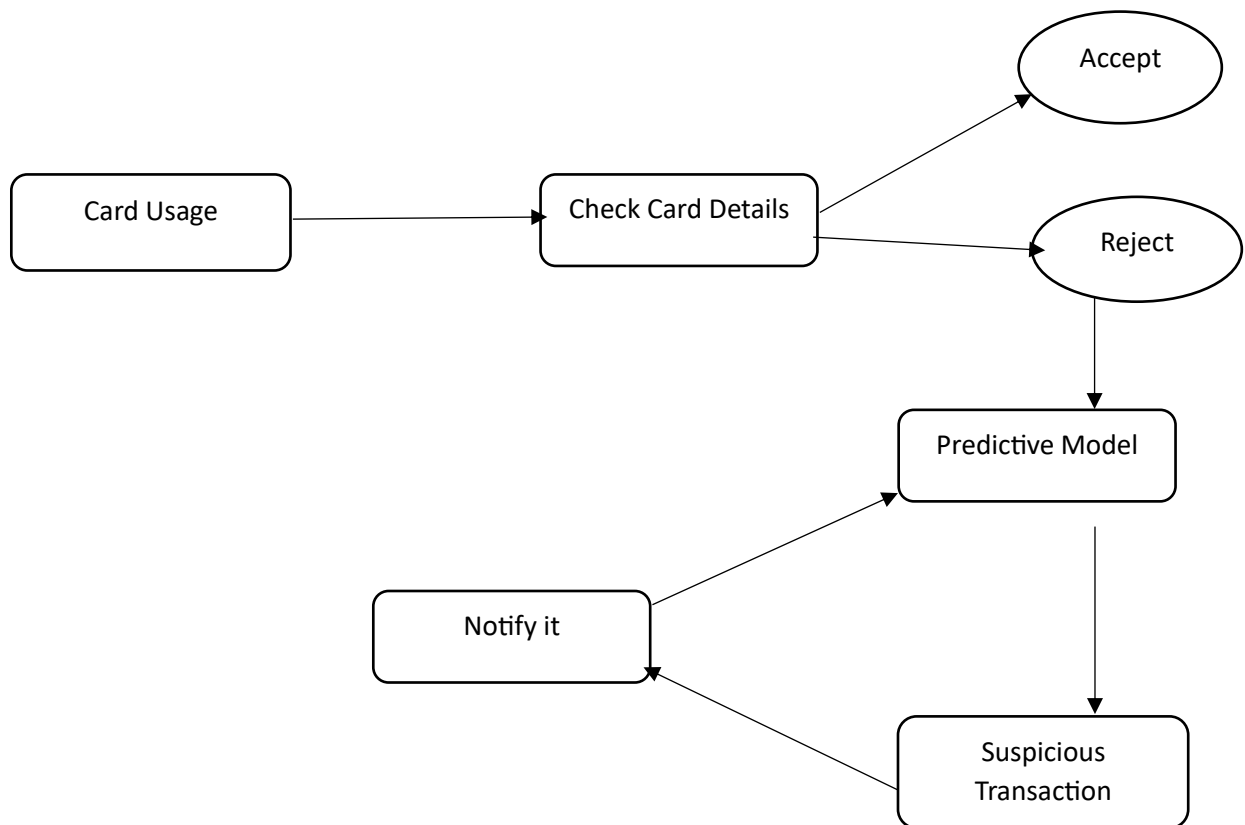 Accept
Card Usage
Check Card Details
Reject
Predictive Model
Notify it
Suspicious
Transaction